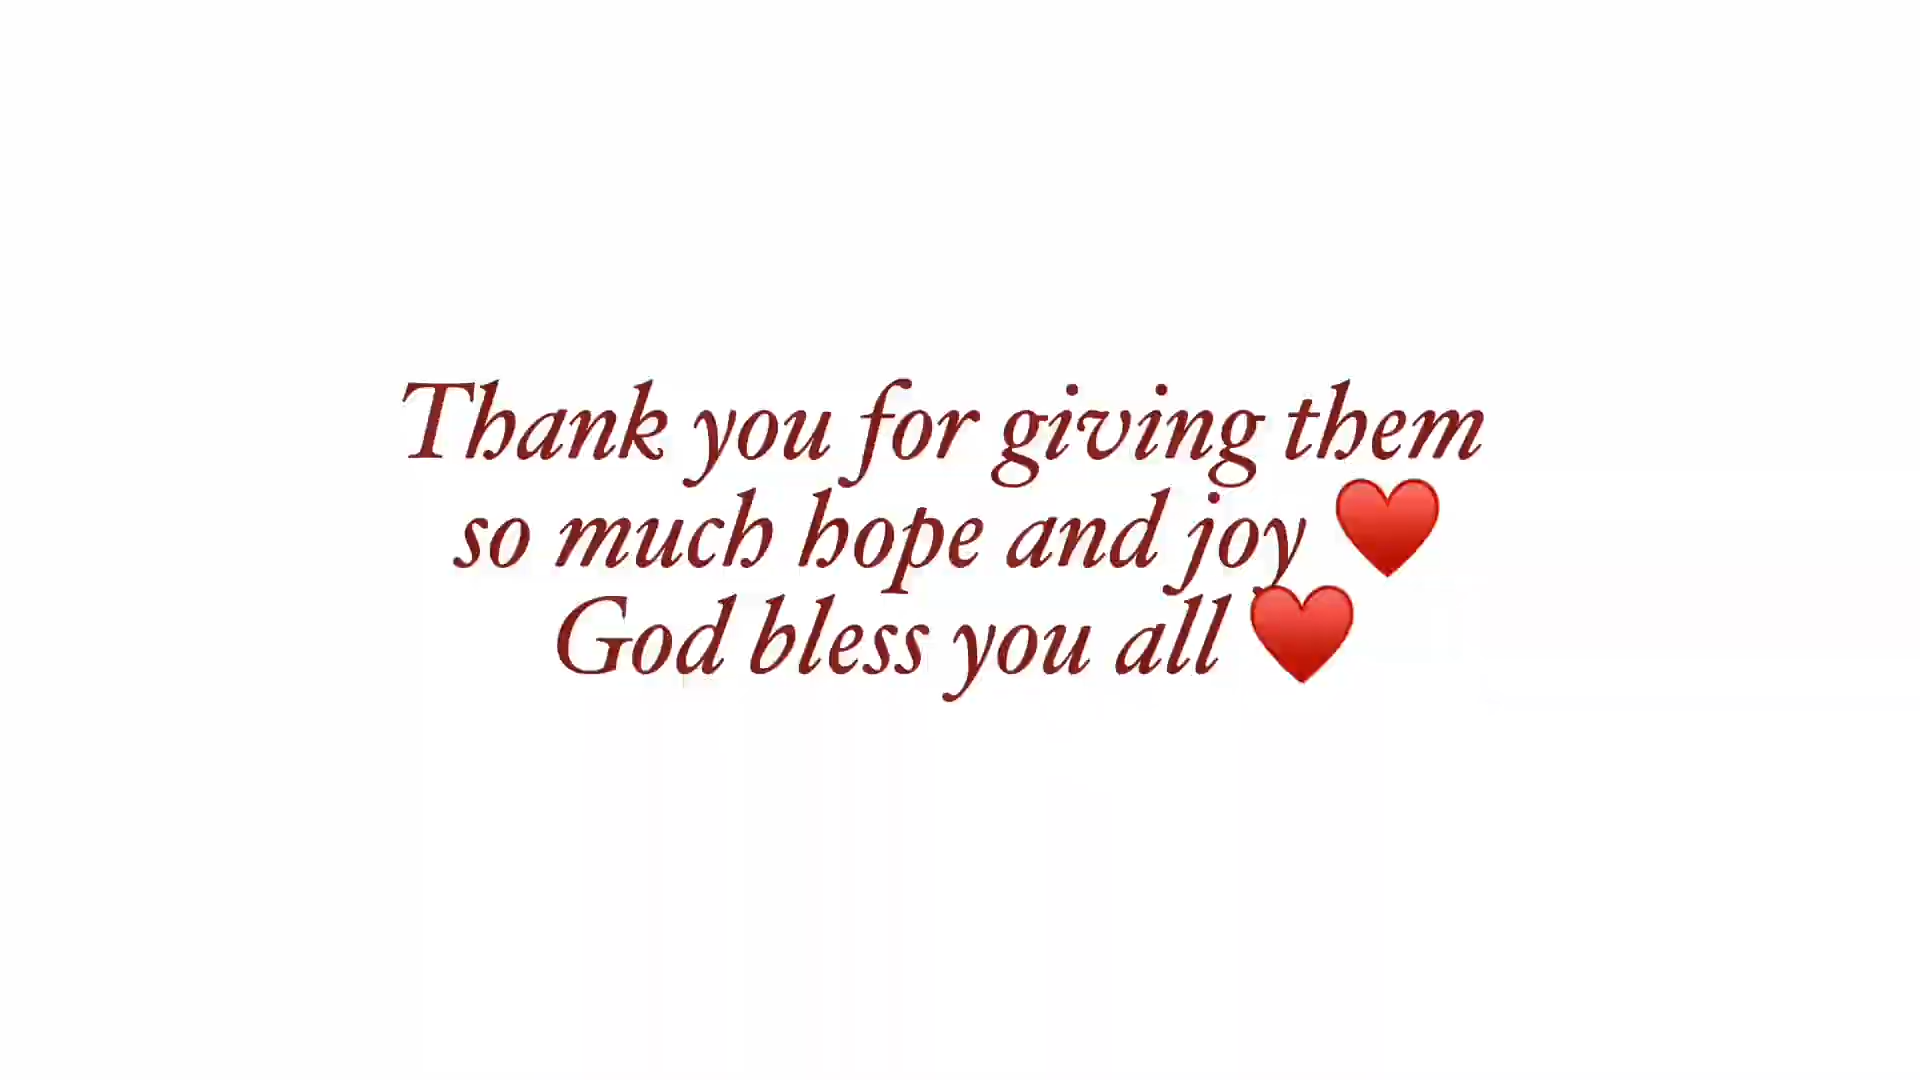 Thank you for giving them
so much hope and joy ♥️
God bless you all ♥️